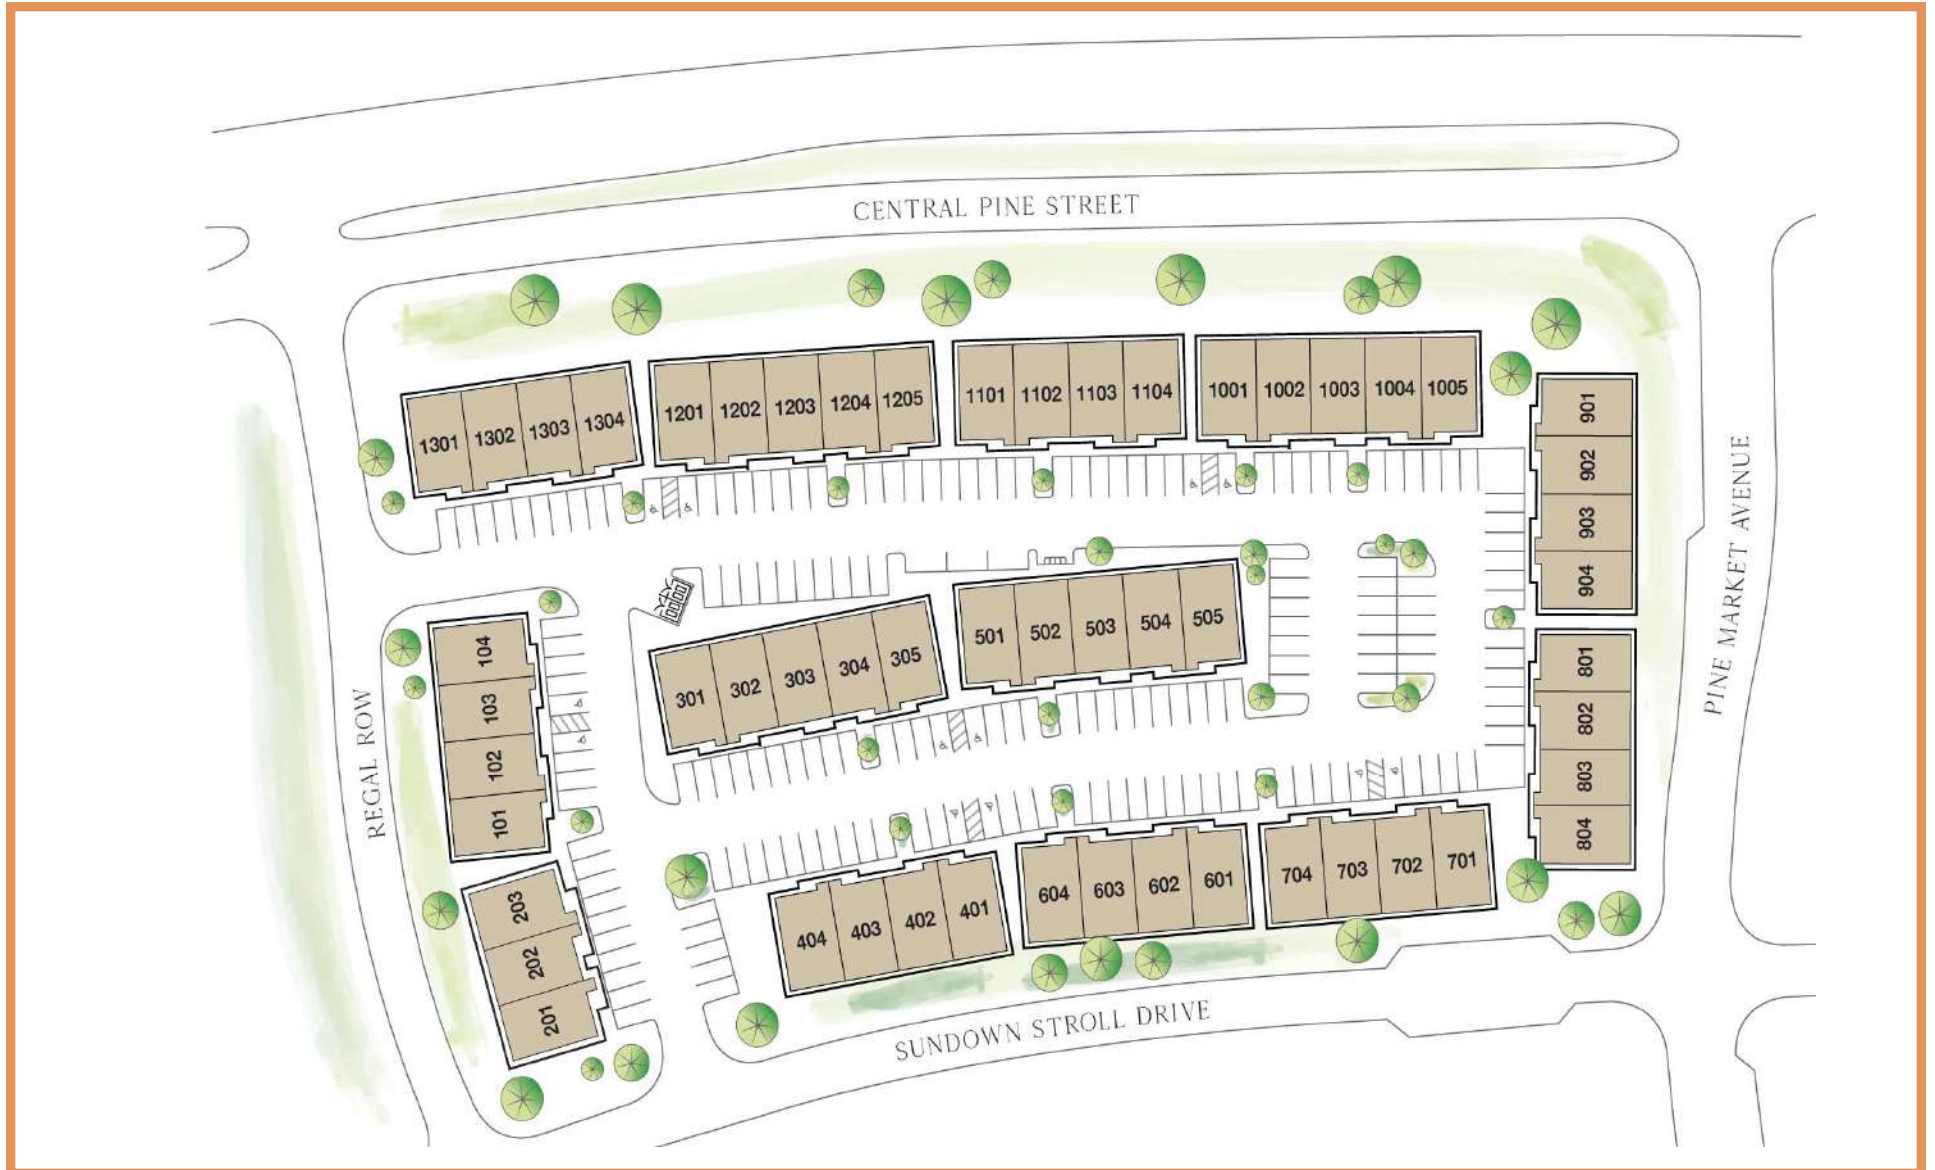 CENTRAL PINE STREET
1301 1302 1303 1304
1201 1202 1203 1204 1205
1101 1102 1103 1104
1001 1002 1003 1004 1005
901
902
903
904
801
802
803
804
PINE MARKET AVENUE
104
103
102
101
REGAL ROW
203
202
201
301 302 303 304 305
501 502 503 504 505
404 403 402 401
604 603 602 601
704 703 702 701
SUNDOWN STROLL DRIVE